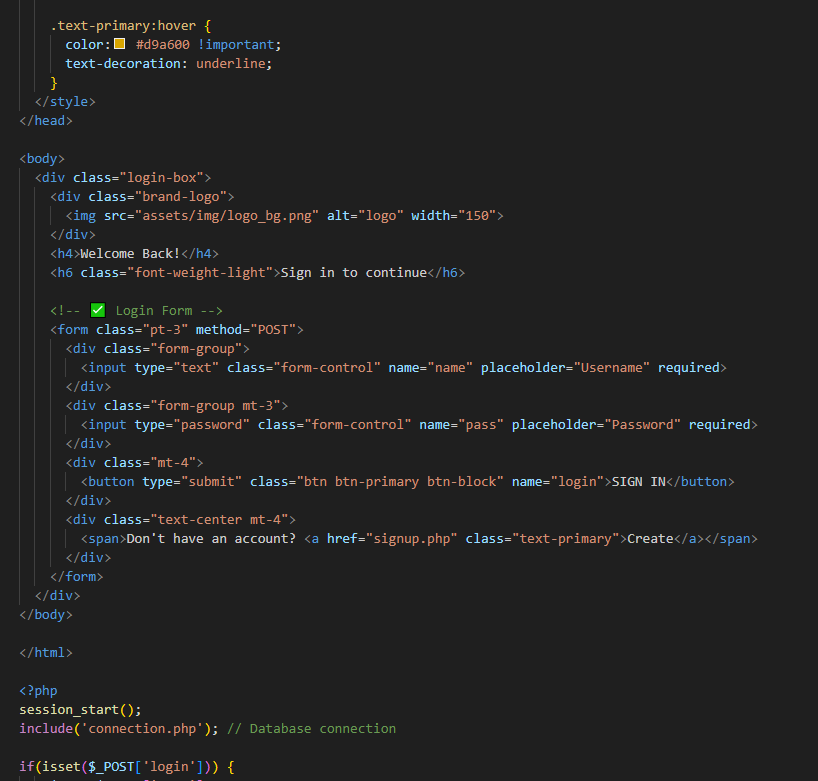 .text-primary:hover {
color: #d9a600 !important;
text-decoration: underline;
}
</style>
</head>
<body>
<div class="login-box">
<div class="brand-logo">
<img src="assets/img/logo_bg.png" alt="logo" width="150">
</div>
<h4>Welcome Back!</h4>
<h6 class="font-weight-light">Sign in to continue</h6>
<!-- ✅ Login Form -->
<form class="pt-3" method="POST">
<div class="form-group">
<input type="text" class="form-control" name="name" placeholder="Username" required>
</div>
<div class="form-group mt-3">
<input type="password" class="form-control" name="pass" placeholder="Password" required>
</div>
<div class="mt-4">
<button type="submit" class="btn btn-primary btn-block" name="login">SIGN IN</button>
</div>
<div class="text-center mt-4">
<span>Don't have an account? <a href="signup.php" class="text-primary">Create</a></span>
</div>
</form>
</div>
</body>
</html>
<?php
session_start();
include('connection.php'); // Database connection
if(isset($_POST['login'])) {